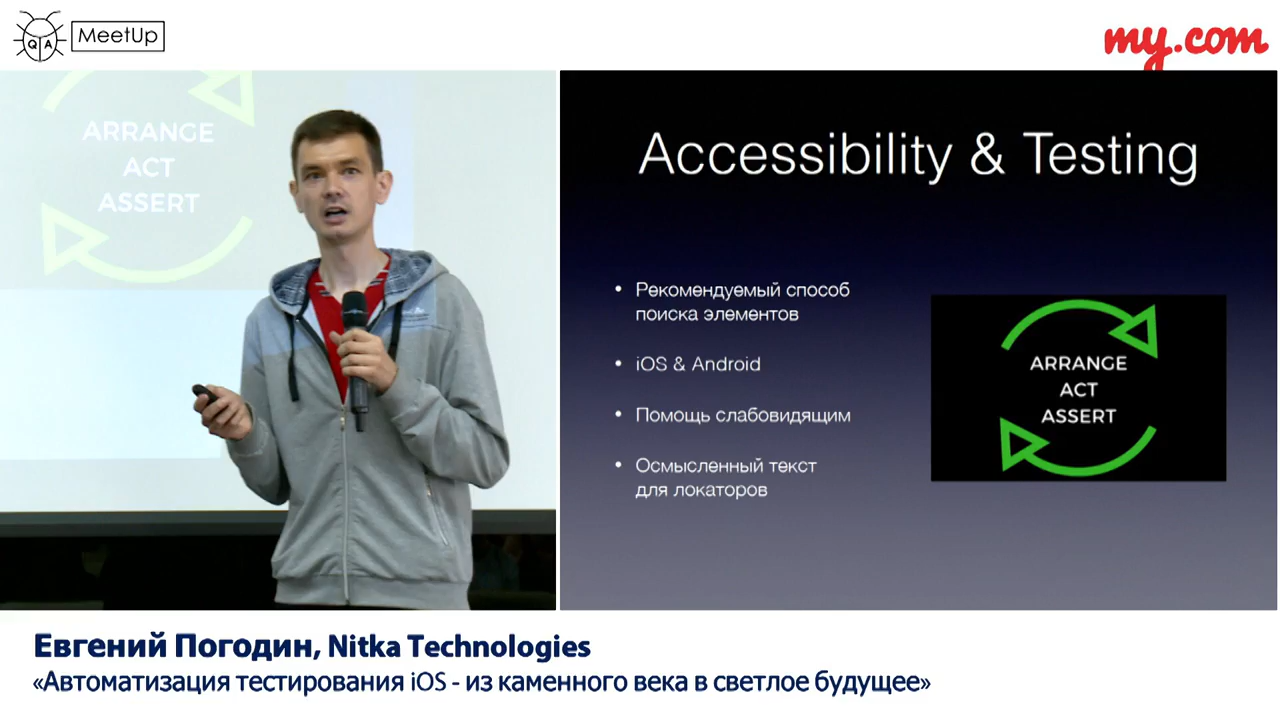 QA MeetUp
my.com
ARRANGE
ACT
ASSERT
Accessibility & Testing
• Рекомендуемый способ
поиска элементов
• iOS & Android
• Помощь слабовидящим
• Осмысленный текст
для локаторов
ARRANGE
ACT
ASSERT
Евгений Погодин, Nitka Technologies
«Автоматизация тестирования iOS - из каменного века в светлое будущее»